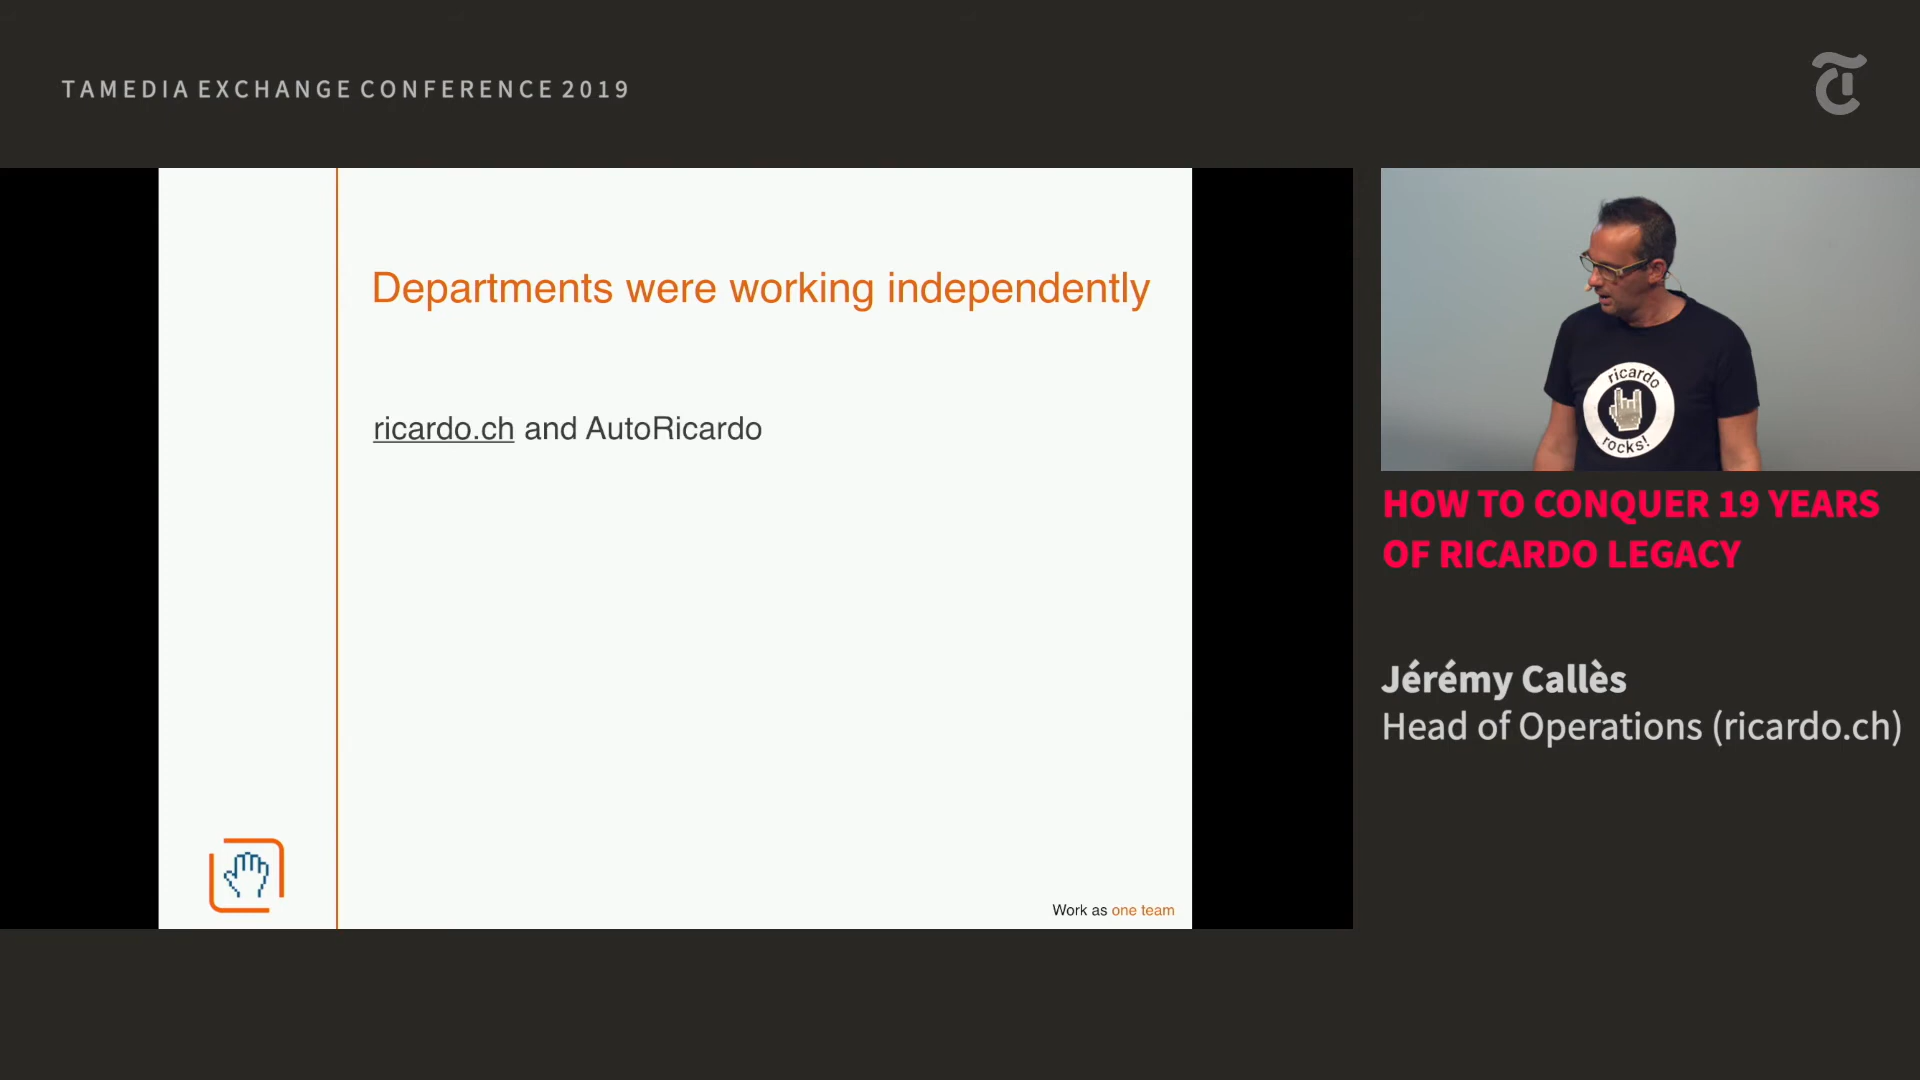 TAMEDIA EXCHANGE CONFERENCE 2019
Departments were working independently
ricardo.ch and AutoRicardo
Work as one team
ricardo
rocks!
HOW TO CONQUER 19 YEARS
OF RICARDO LEGACY
Jérémy Callès
Head of Operations (ricardo.ch)